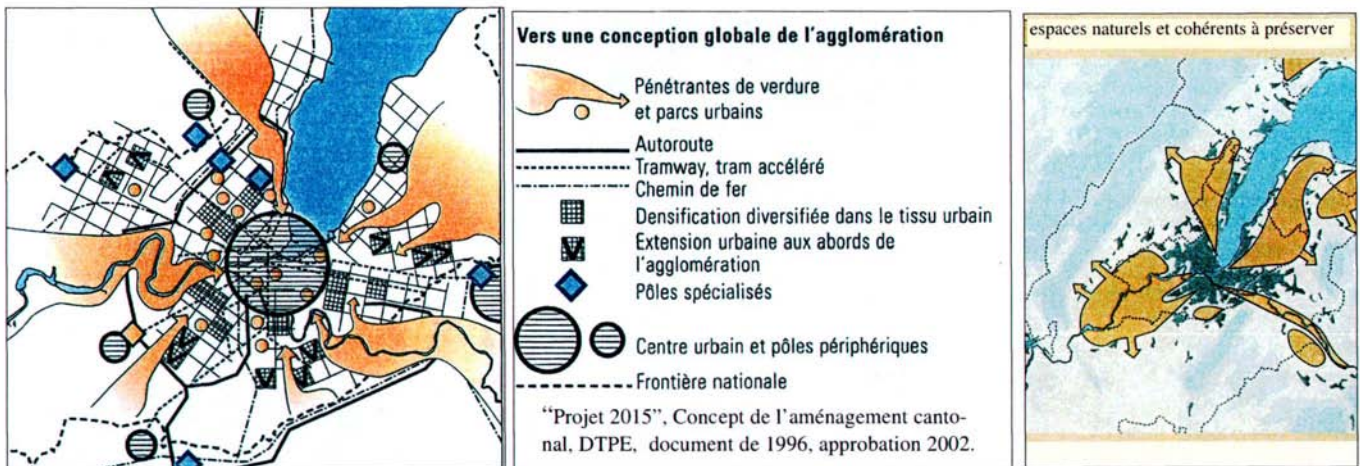 Vers une conception globale de l'agglomération
Pénétrantes de verdure
et parcs urbains
Autoroute
Tramway, tram accéléré
Chemin de fer
Densification diversifiée dans le tissu urbain
Extension urbaine aux abords de
l'agglomération
Pôles spécialisés
Centre urbain et pôles périphériques
Frontière nationale
“Projet 2015”, Concept de l'aménagement canto-
nal, DTPE, document de 1996, approbation 2002.
espaces naturels et cohérents à préserver